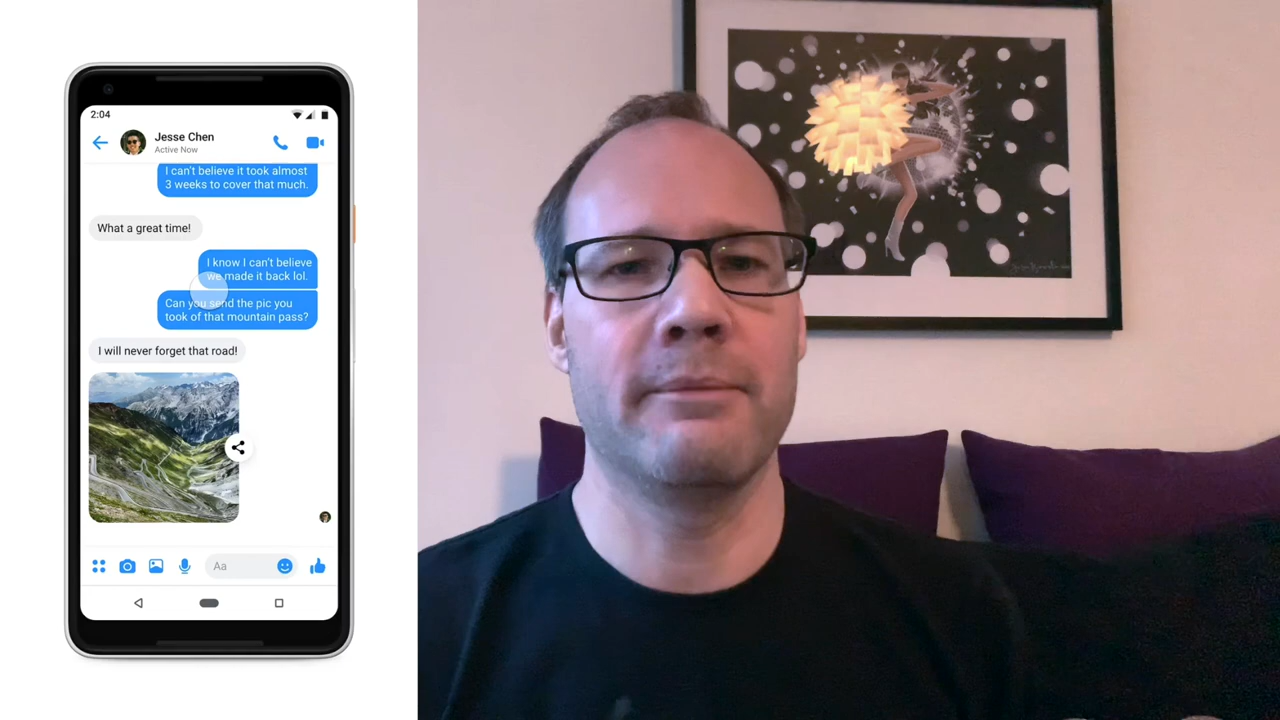 2:04
Jesse Chen
Active Now
I can't believe it took almost
3 weeks to cover that much.
What a great time!
I know I can't believe
we made it back lol.
Can you send the pic you
took of that mountain pass?
I will never forget that road!
Aa